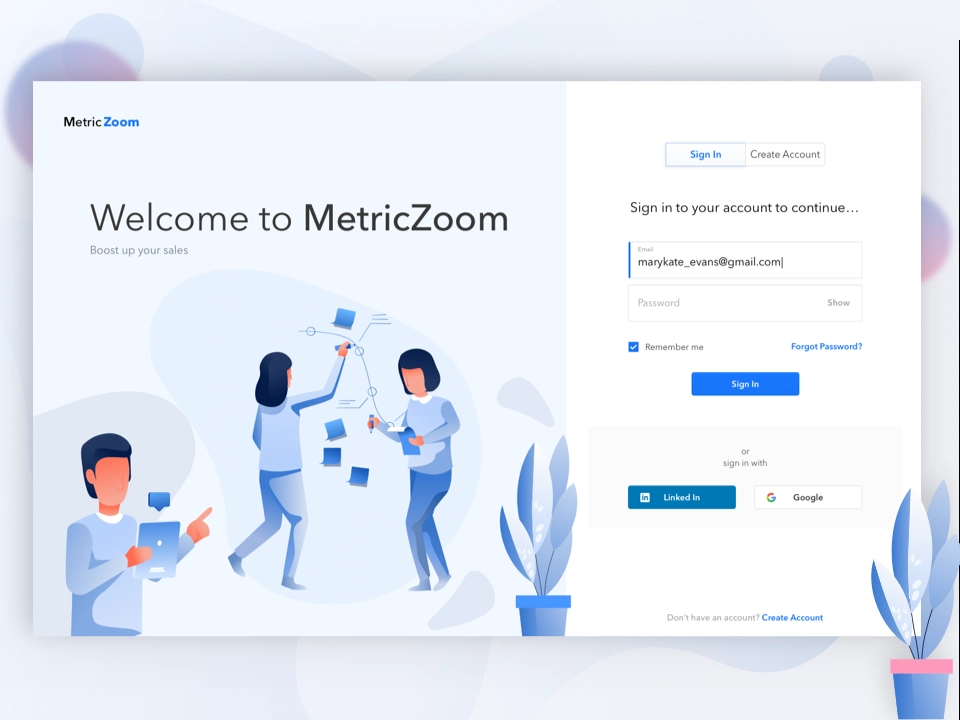 MetricZoom
Welcome to MetricZoom
Boost up your sales
Sign In
Create Account
Sign in to your account to continue...
Email
marykate_evans@gmail.com
Password
Show
Remember me
Forgot Password?
Sign In
or
sign in with
Linked In
Google
Don't have an account? Create Account